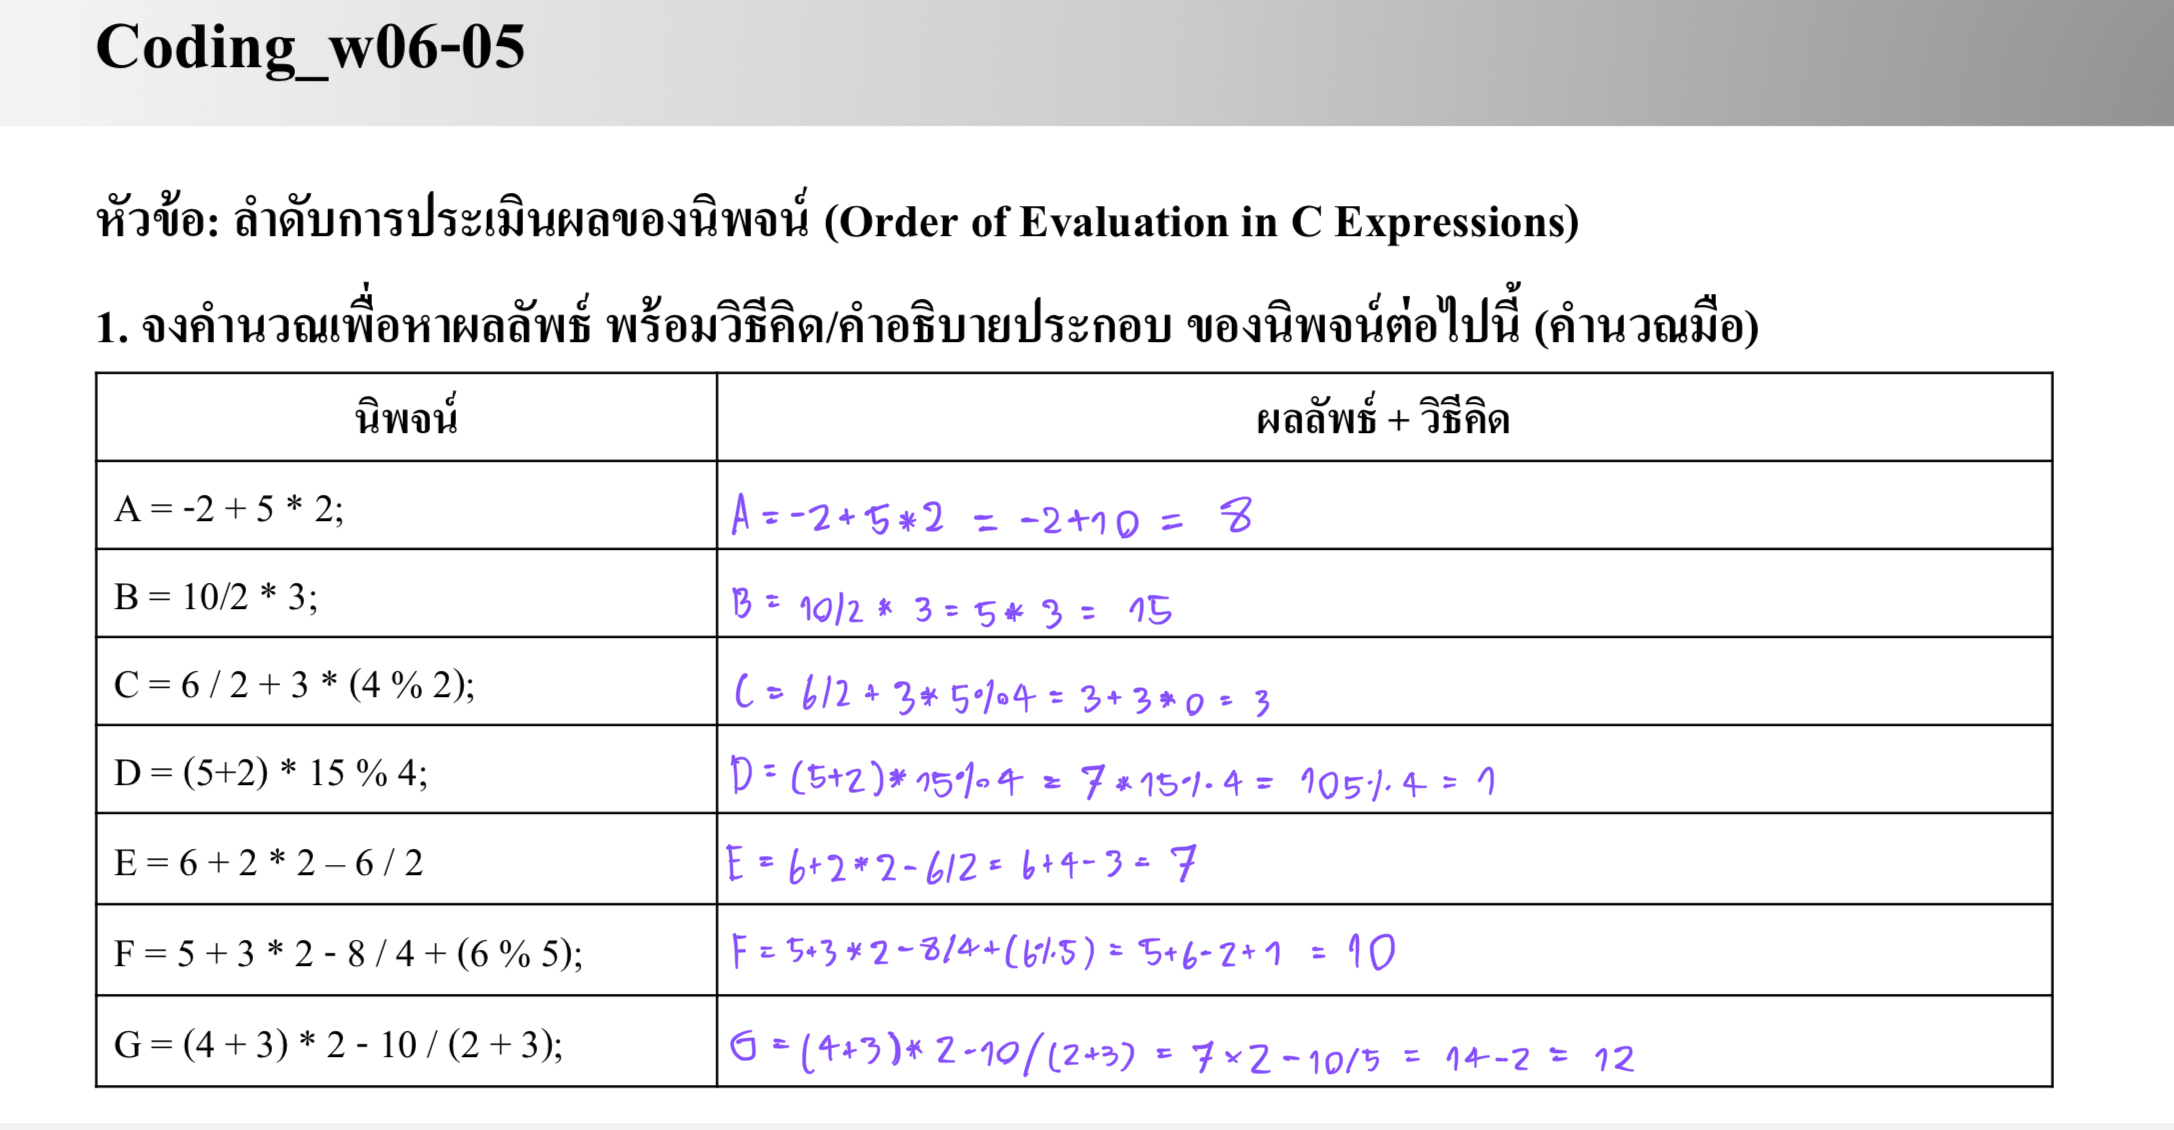 Coding_w06-05
หัวข้อ: ลำดับการประเมินผลของนิพจน์ (Order of Evaluation in C Expressions)
1. จงคำนวณเพื่อหาผลลัพธ์ พร้อมวิธีคิด/คำอธิบายประกอบ ของนิพจน์ต่อไปนี้ (คำนวณมือ)
นิพจน์ ผลลัพธ์ + วิธีคิด
A = -2 + 5 * 2; A = -2 + 5 * 2 = -2+10 = 8
B = 10/2 * 3; B = 10/2 * 3 = 5 * 3 = 15
C = 6 / 2 + 3 * (4 % 2); C = 6/2 + 3 * 5%4 = 3 + 3 * 0 = 3
D = (5+2) * 15 % 4; D = (5+2) * 15%4 = 7 * 15%4 = 105%4 = 1
E = 6 + 2 * 2 – 6 / 2 E = 6+2*2-6/2 = 6+4-3 = 7
F = 5 + 3 * 2 - 8 / 4 + (6 % 5); F = 5+3*2-8/4+(6%5) = 5+6-2+1 = 10
G = (4 + 3) * 2 - 10 / (2 + 3); G = (4+3)* 2-10/(2+3) = 7×2-10/5 = 14-2 = 12